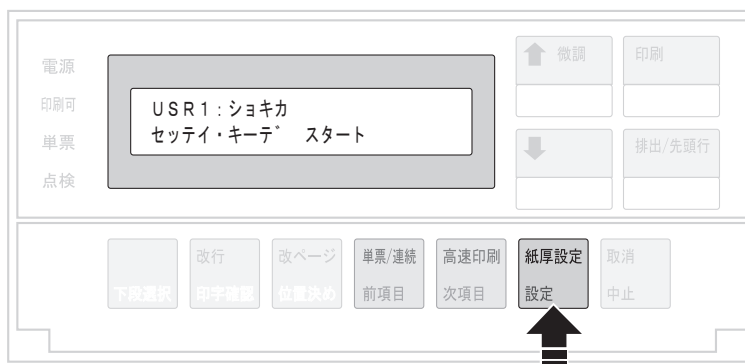 電源
印刷可
単票
点検
USR1:ショキカ
セッテイ・キーデ゛ スタート
微調
印刷
排出/先頭行
下段選択
改行
印字確認
改ページ
位置決め
単票/連続
前項目
高速印刷
次項目
紙厚設定
設定
取消
中止